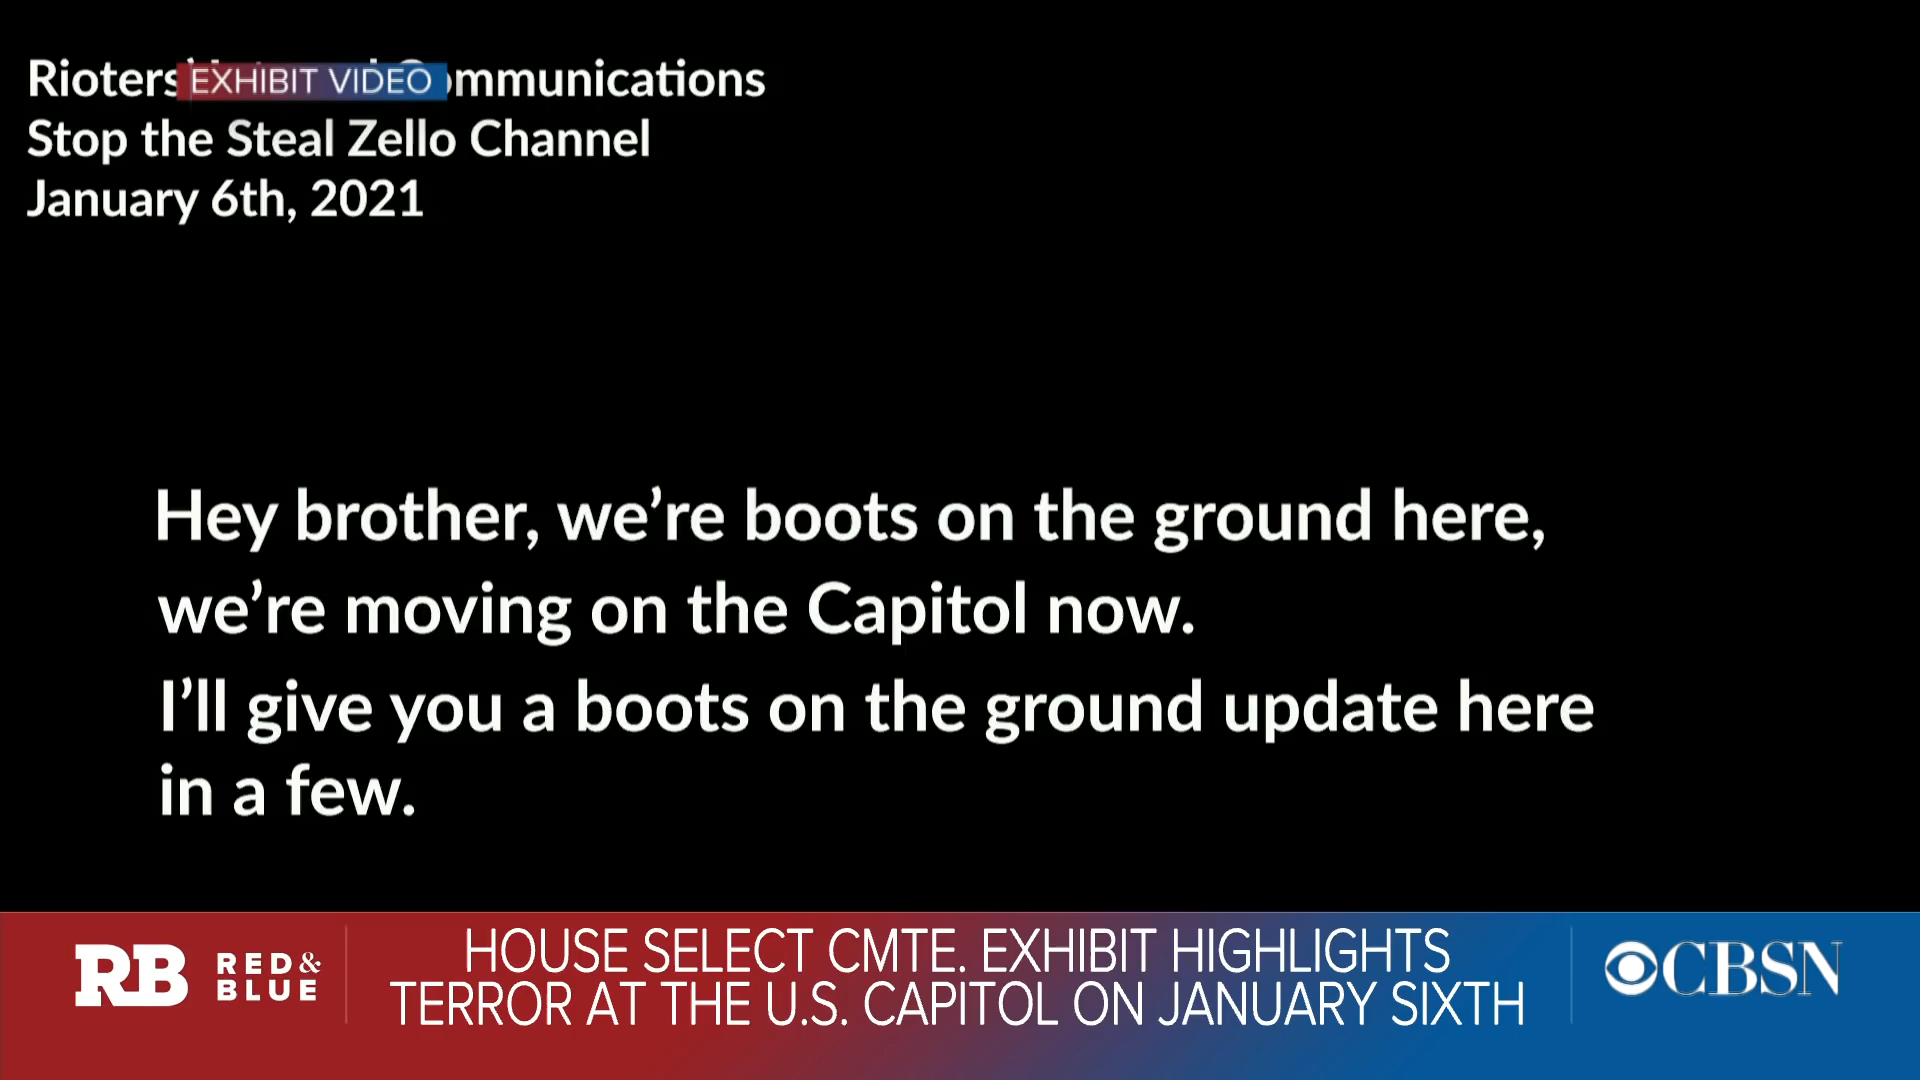 Rioters' Communications
EXHIBIT VIDEO
Stop the Steal Zello Channel
January 6th, 2021
Hey brother, we're boots on the ground here,
we're moving on the Capitol now.
I'll give you a boots on the ground update here
in a few.
RB RED&
BLUE
HOUSE SELECT CMTE. EXHIBIT HIGHLIGHTS
TERROR AT THE U.S. CAPITOL ON JANUARY SIXTH
CBSN